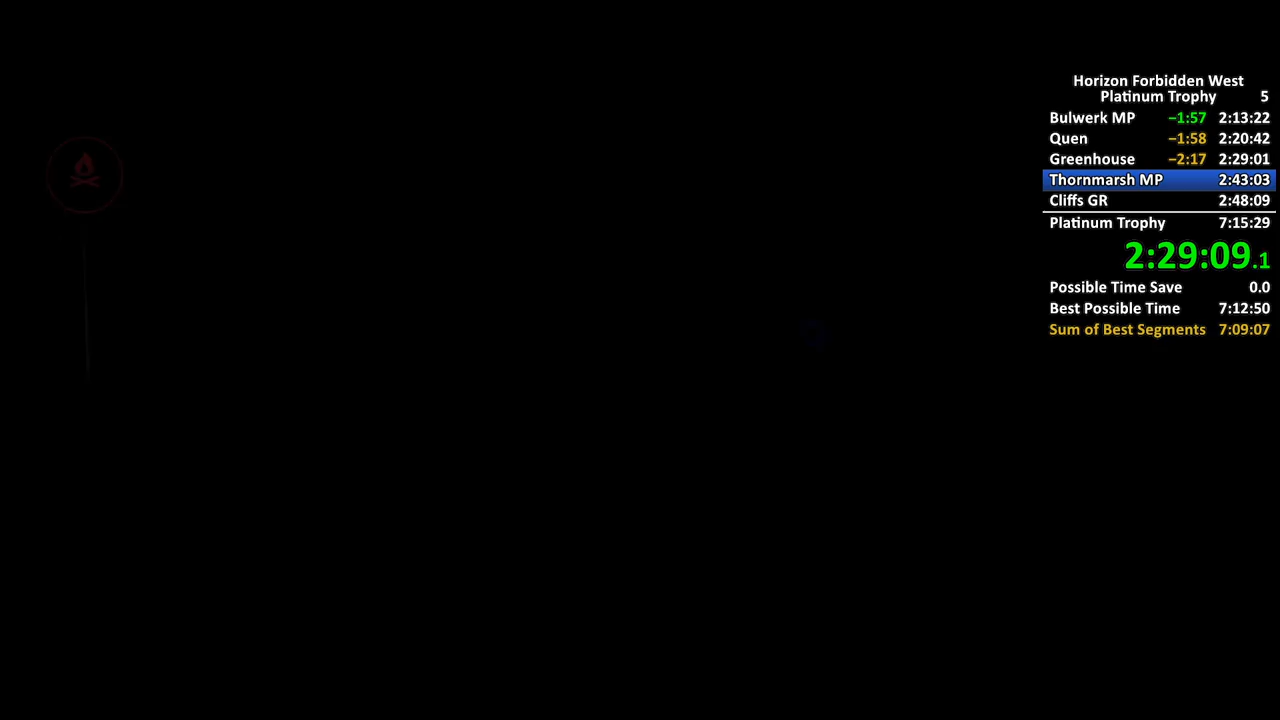 Horizon Forbidden West
Platinum Trophy 5
Bulwerk MP −1:57 2:13:22
Quen −1:58 2:20:42
Greenhouse −2:17 2:29:01
Thornmarsh MP 2:43:03
Cliffs GR 2:48:09
Platinum Trophy 7:15:29
2:29:09.1
Possible Time Save 0.0
Best Possible Time 7:12:50
Sum of Best Segments 7:09:07